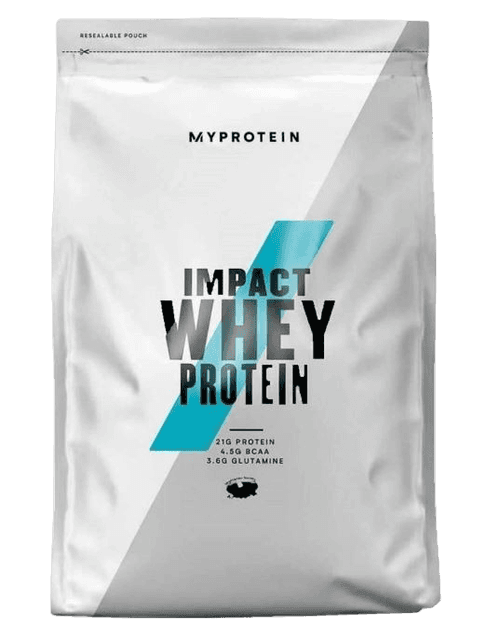 RESEALABLE POUCH
MYPROTEIN
IMPACT
WHEY
PROTEIN
21G PROTEIN
4.5G BCAA
3.6G GLUTAMINE